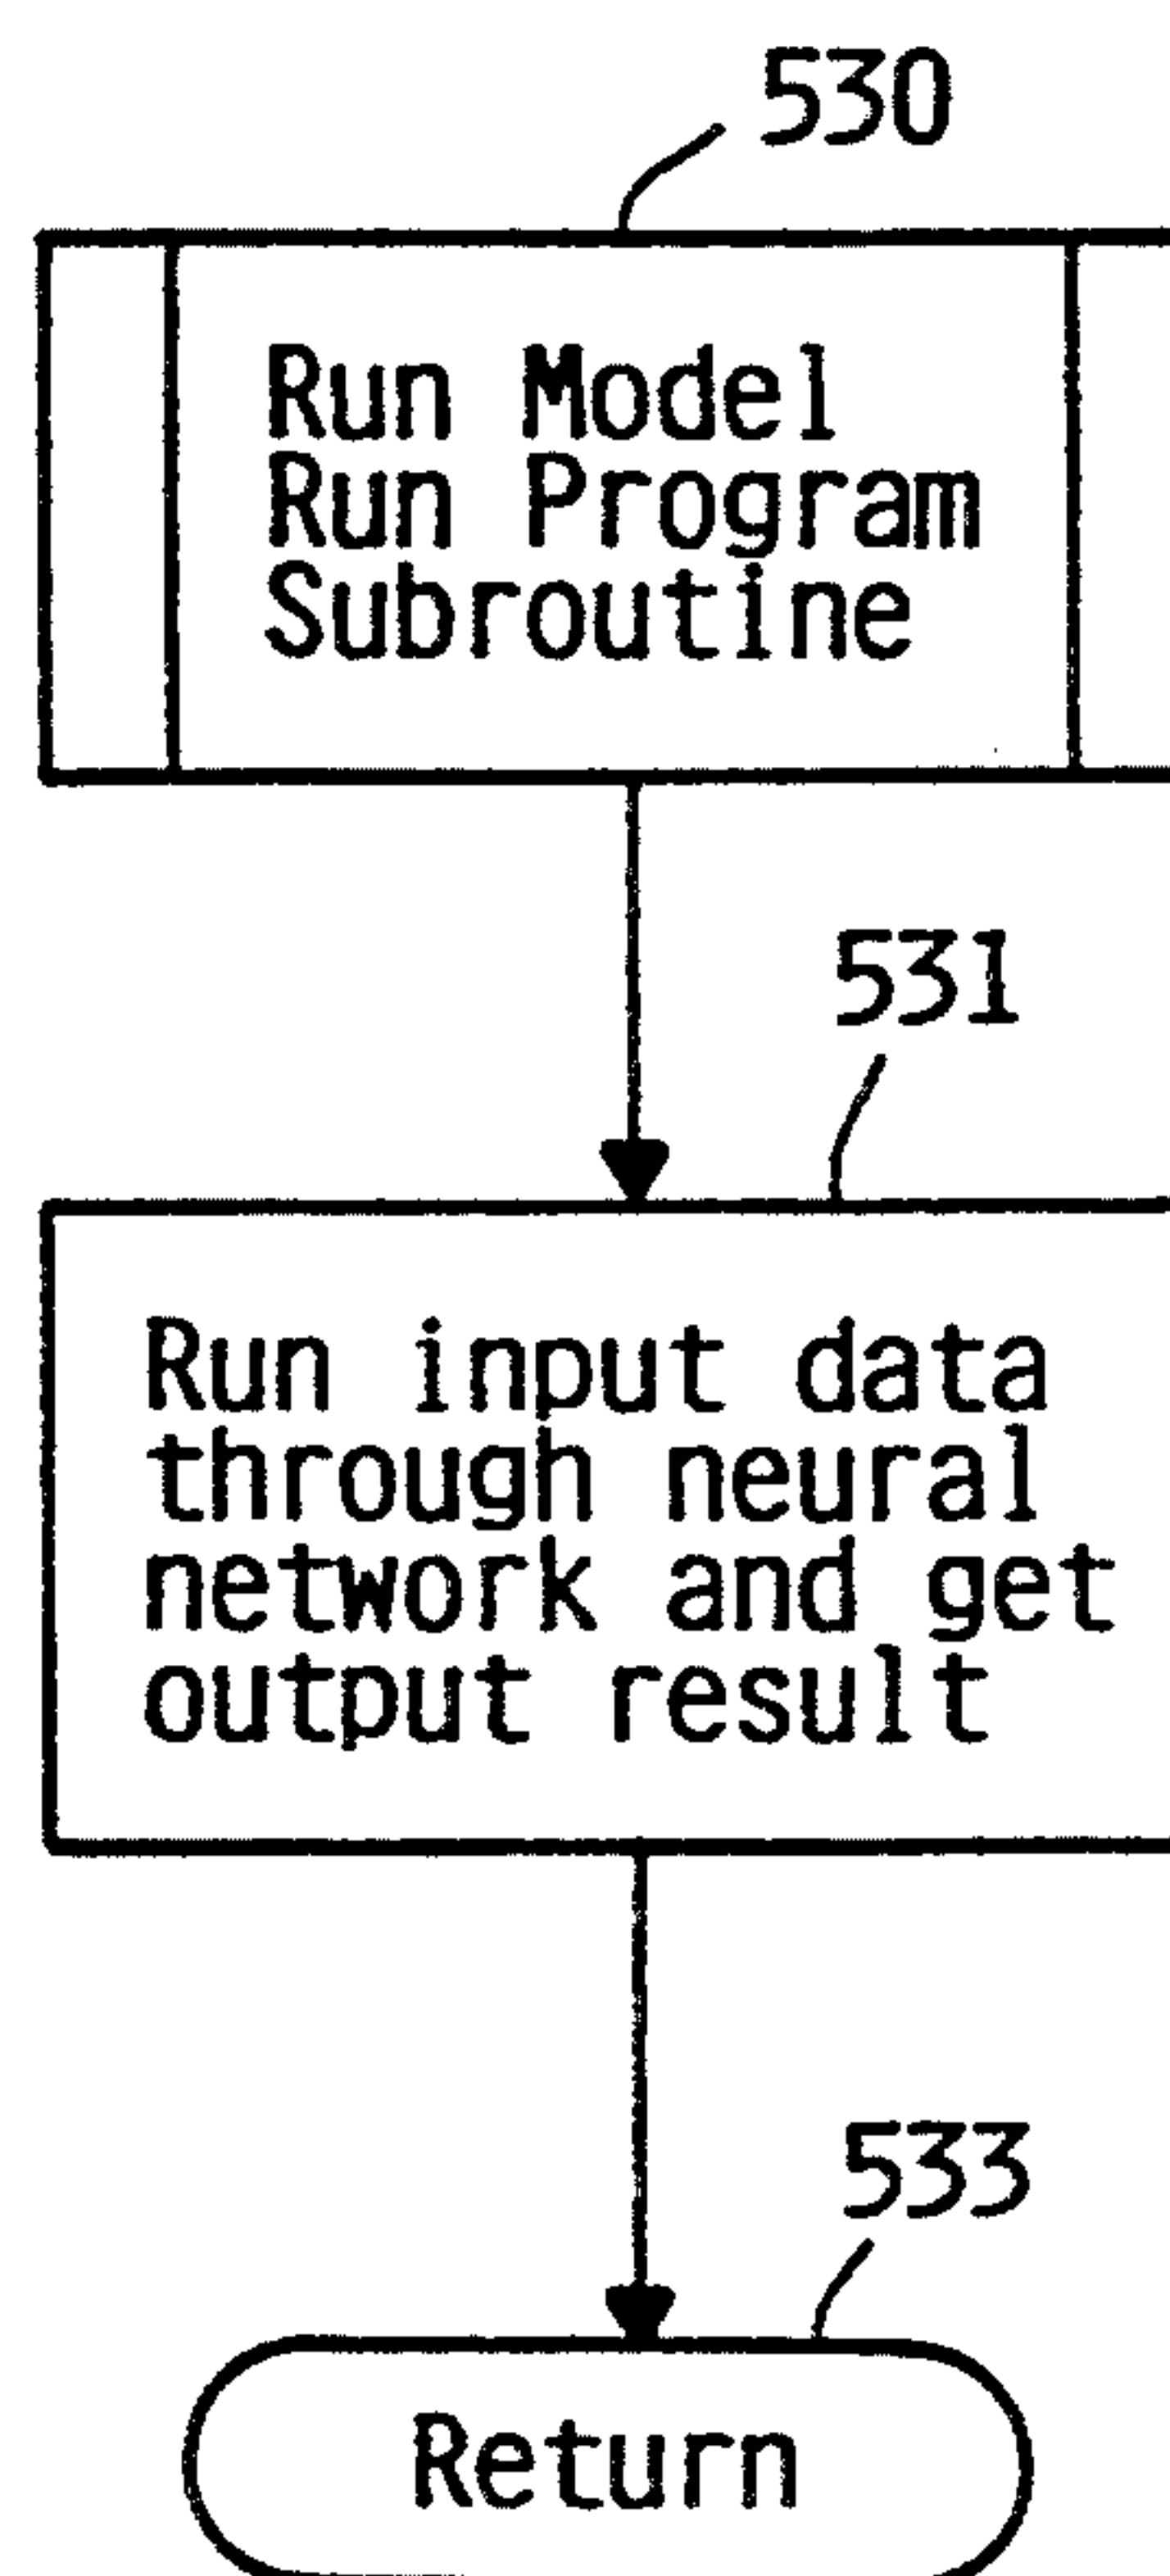 530
Run Model
Run Program
Subroutine
531
Run input data
through neural
network and get
output result
533
Return